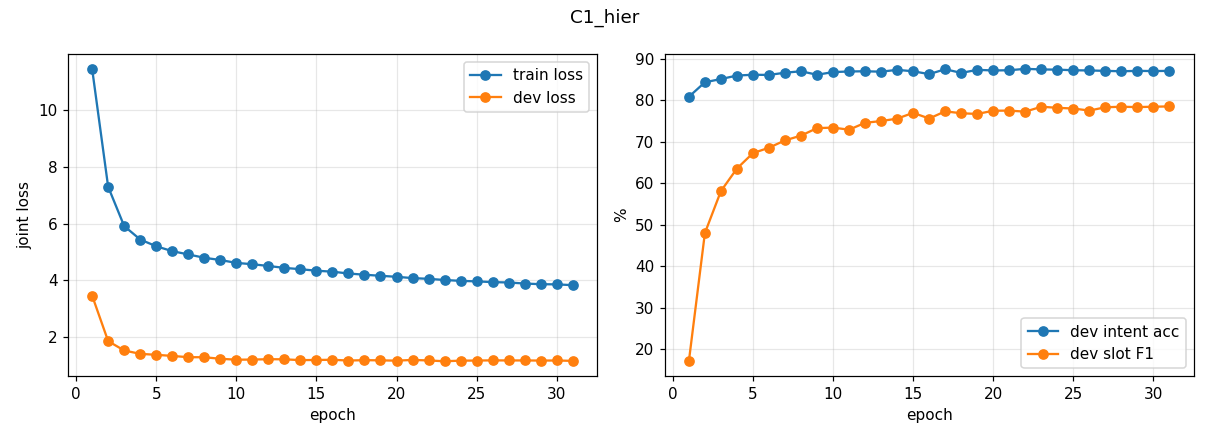 C1_hier
joint loss
10
8
6
4
2
0 5 10 15 20 25 30
epoch
train loss
dev loss
%
90
80
70
60
50
40
30
20
0 5 10 15 20 25 30
epoch
dev intent acc
dev slot F1